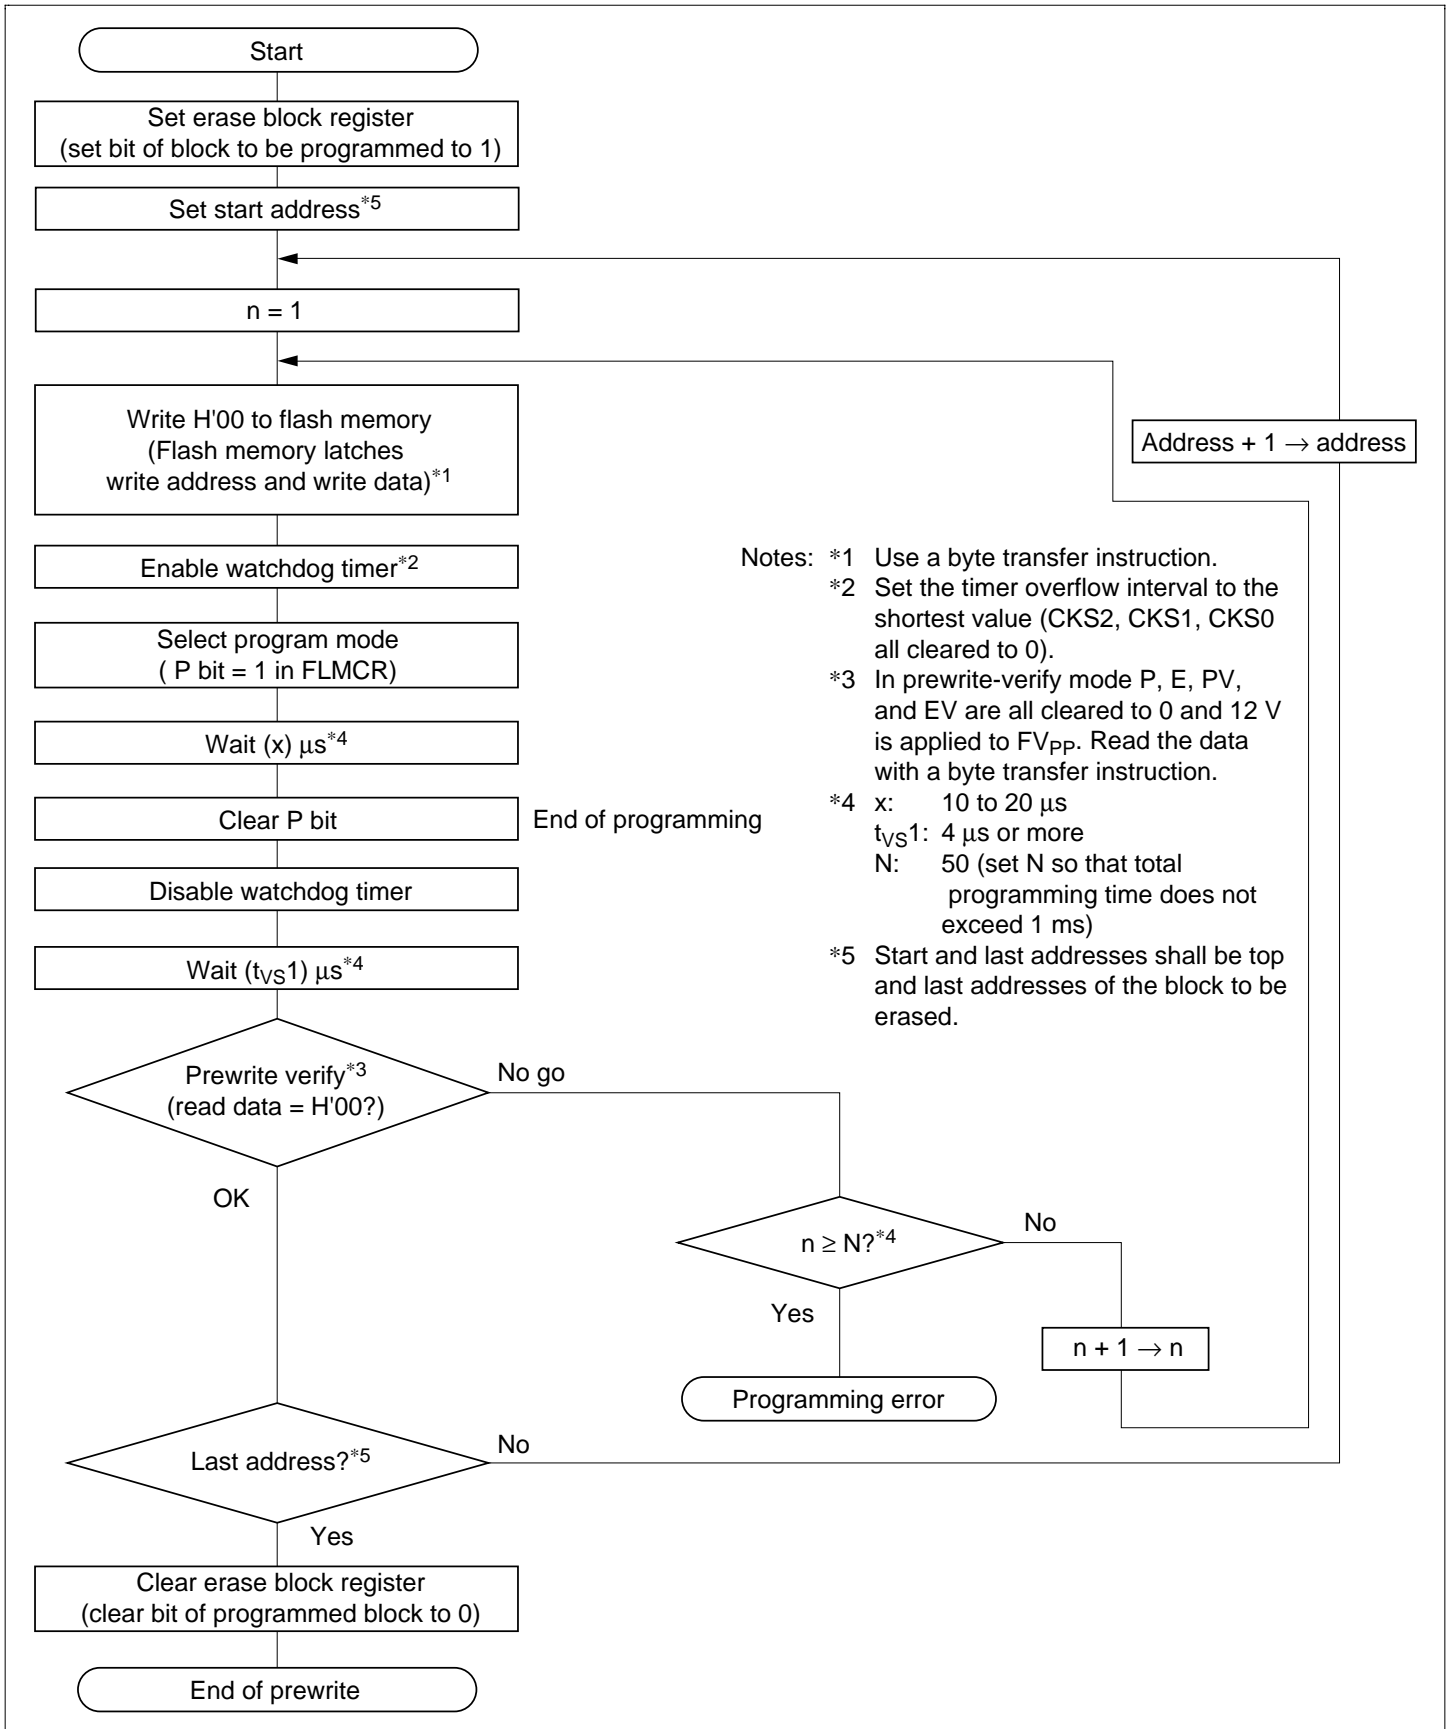 Start
Set erase block register
(set bit of block to be programmed to 1)
Set start address*5
n = 1
Write H'00 to flash memory
(Flash memory latches
write address and write data)*1
Address + 1 → address
Enable watchdog timer*2
Select program mode
( P bit = 1 in FLMCR)
Wait (x) μs*4
Clear P bit
End of programming
Disable watchdog timer
Wait (tVS1) μs*4
Notes: *1 Use a byte transfer instruction.
*2 Set the timer overflow interval to the
shortest value (CKS2, CKS1, CKS0
all cleared to 0).
*3 In prewrite-verify mode P, E, PV,
and EV are all cleared to 0 and 12 V
is applied to FVPP. Read the data
with a byte transfer instruction.
*4 x: 10 to 20 μs
tVS1: 4 μs or more
N: 50 (set N so that total
programming time does not
exceed 1 ms)
*5 Start and last addresses shall be top
and last addresses of the block to be
erased.
Prewrite verify*3
(read data = H'00?)
No go
OK
n ≥ N?*4
No
Yes
n + 1 → n
Programming error
Last address?*5
No
Yes
Clear erase block register
(clear bit of programmed block to 0)
End of prewrite